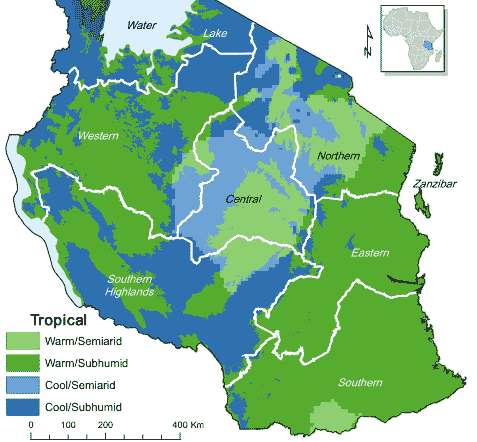 Water
Lake
N
Western
Northern
Zanzibar
Central
Eastern
Southern
Highlands
Southern
Tropical
Warm/Semiarid
Warm/Subhumid
Cool/Semiarid
Cool/Subhumid
0 100 200 400 Km